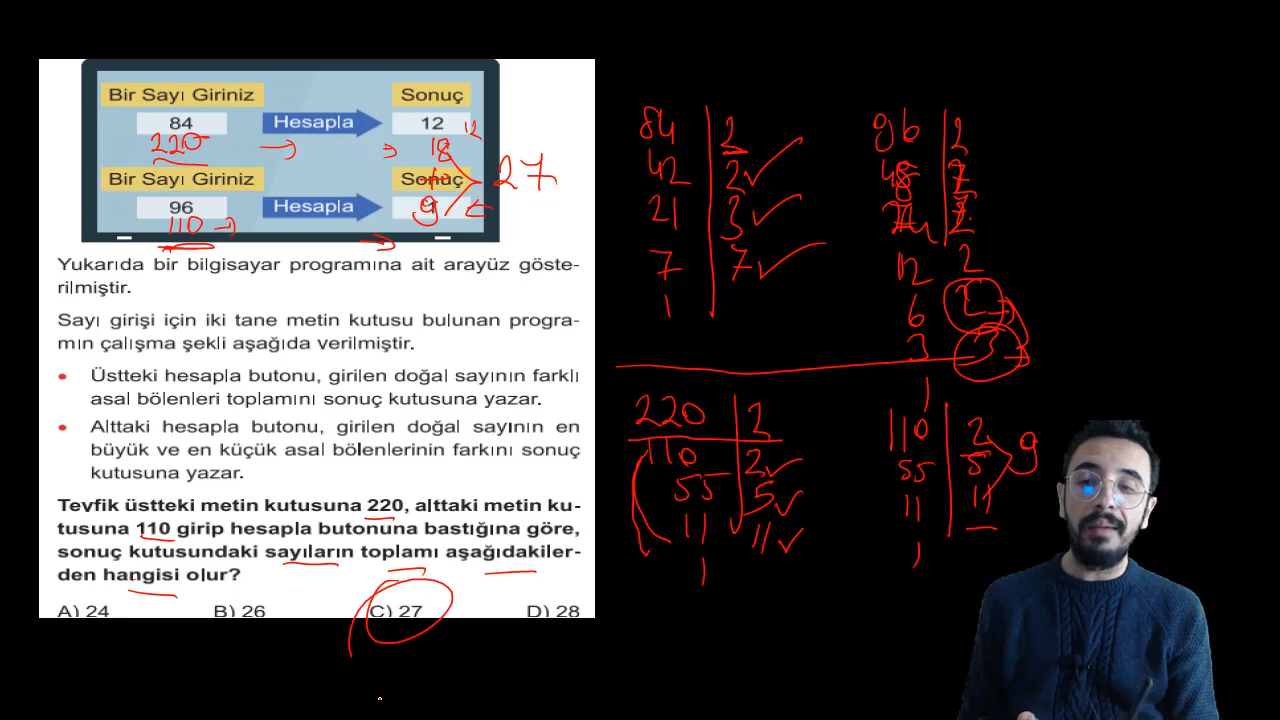 Bir Sayı Giriniz
Sonuç
84
Hesapla
12
12
220
18
Bir Sayı Giriniz
Sonuç
27
96
Hesapla
9
110
Yukarıda bir bilgisayar programına ait arayüz göste-
rilmiştir.
Sayı girişi için iki tane metin kutusu bulunan progra-
mın çalışma şekli aşağıda verilmiştir.
• Üstteki hesapla butonu, girilen doğal sayının farklı
asal bölenleri toplamını sonuç kutusuna yazar.
• Alttaki hesapla butonu, girilen doğal sayının en
büyük ve en küçük asal bölenlerinin farkını sonuç
kutusuna yazar.
Tevfik üstteki metin kutusuna 220, alttaki metin ku-
tusuna 110 girip hesapla butonuna bastığına göre,
sonuç kutusundaki sayıların toplamı aşağıdakiler-
den hangisi olur?
A) 24 B) 26 C) 27 D) 28
84 2
42 2
21 3
7 7
1
96 2
48 2
2
12 2
6 2
3 3
1
220 2
110 2
55 5
11 11
1
110 2
55 5
11 11
1
9